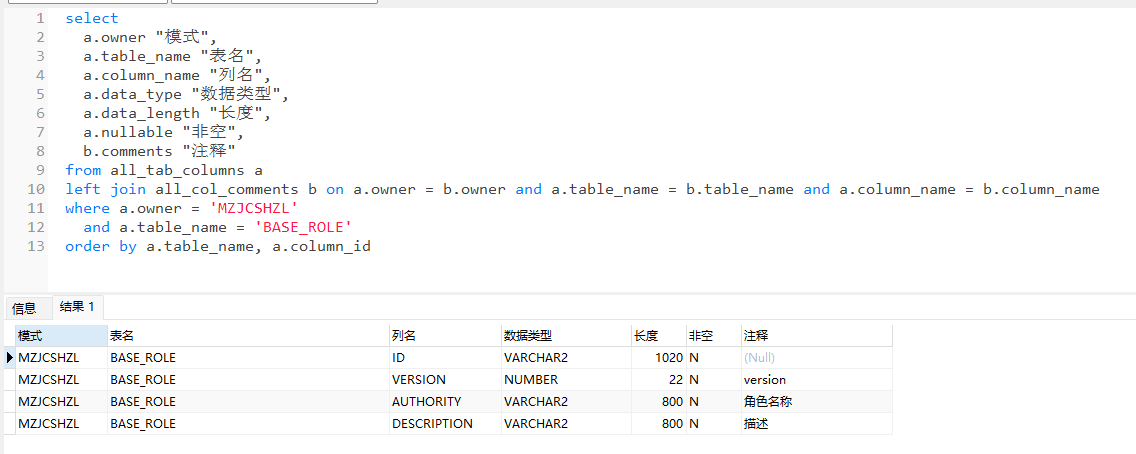 1 select
2 a.owner "模式",
3 a.table_name "表名",
4 a.column_name "列名",
5 a.data_type "数据类型",
6 a.data_length "长度",
7 a.nullable "非空",
8 b.comments "注释"
9 from all_tab_columns a
10 left join all_col_comments b on a.owner = b.owner and a.table_name = b.table_name and a.column_name = b.column_name
11 where a.owner = 'MZJCSHZL'
12 and a.table_name = 'BASE_ROLE'
13 order by a.table_name, a.column_id
信息 结果 1
模式 表名 列名 数据类型 长度 非空 注释
MZJCSHZL BASE_ROLE ID VARCHAR2 1020 N (Null)
MZJCSHZL BASE_ROLE VERSION NUMBER 22 N version
MZJCSHZL BASE_ROLE AUTHORITY VARCHAR2 800 N 角色名称
MZJCSHZL BASE_ROLE DESCRIPTION VARCHAR2 800 N 描述